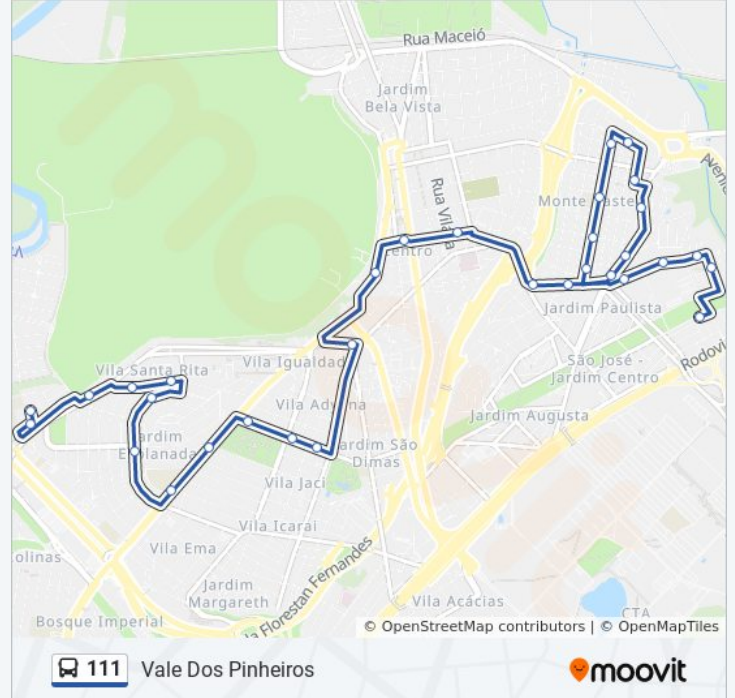 Rua Maceió
Jardim
Bela Vista
Rua Vila
Monte
Centro
Jardim Paulista
São José -
Jardim Centro
Rodovi
Vila Santa Rita
Vila Igualdad
Vila Adyana
Jardim Augusta
Jardim
Esplanada
Jardim São
Dimas
Vila Jaci
Vila Icaraí
Vila Ema
olinas
Jardim
Margareth
a Florestan Fernandes
Vila Acácias
CTA
Bosque Imperial
© OpenStreetMap contributors | © OpenMapTiles
111 Vale Dos Pinheiros
moovit